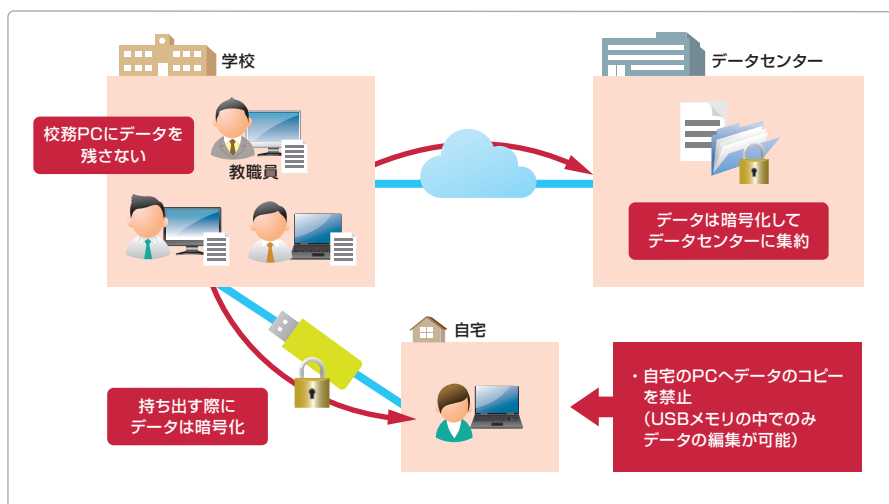 学校
データセンター
校務PCにデータを
残さない
教職員
データは暗号化して
データセンターに集約
自宅
持ち出す際に
データは暗号化
・自宅のPCへデータのコピー
を禁止
（USBメモリの中でのみ
データの編集が可能）